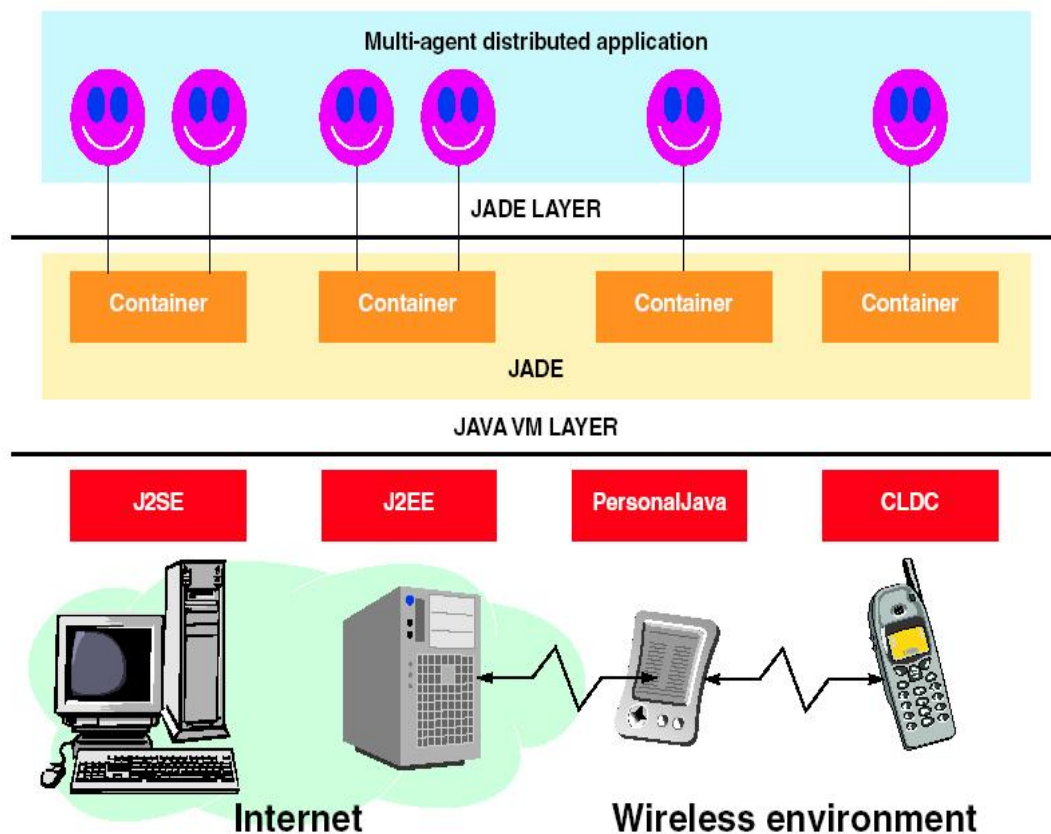 Multi-agent distributed application
JADE LAYER
Container Container Container Container
JADE
JAVA VM LAYER
J2SE J2EE PersonalJava CLDC
Internet Wireless environment